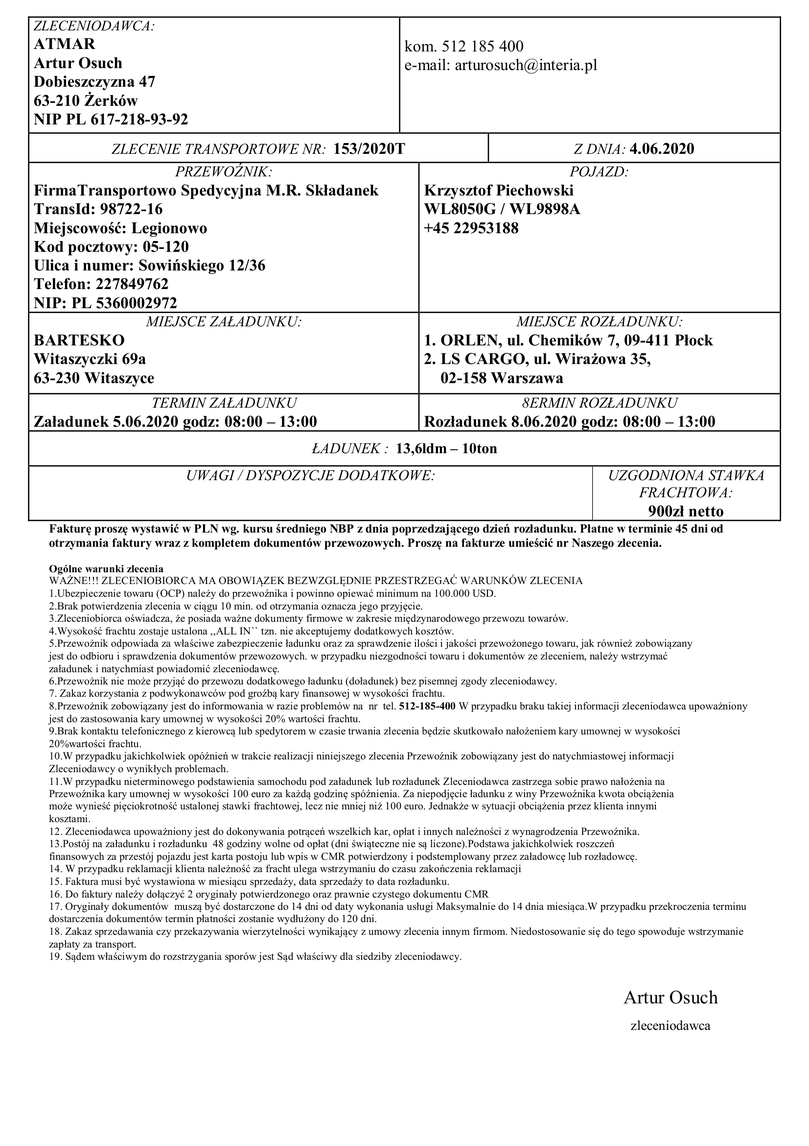 ZLECENIODAWCA:
ATMAR
Artur Osuch
Dobieszczyzna 47
63-210 Żerków
NIP PL 617-218-93-92
kom. 512 185 400
e-mail: arturosuch@interia.pl
ZLECENIE TRANSPORTOWE NR: 153/2020T
Z DNIA: 4.06.2020
PRZEWOŹNIK:
FirmaTransportowo Spedycyjna M.R. Składanek
TransId: 98722-16
Miejscowość: Legionowo
Kod pocztowy: 05-120
Ulica i numer: Sowińskiego 12/36
Telefon: 227849762
NIP: PL 5360002972
POJAZD:
Krzysztof Piechowski
WL8050G / WL9898A
+45 22953188
MIEJSCE ZAŁADUNKU:
BARTESKO
Witaszyczki 69a
63-230 Witaszyce
MIEJSCE ROZŁADUNKU:
1. ORLEN, ul. Chemików 7, 09-411 Płock
2. LS CARGO, ul. Wirażowa 35,
02-158 Warszawa
TERMIN ZAŁADUNKU
Załadunek 5.06.2020 godz: 08:00 – 13:00
8ERMIN ROZŁADUNKU
Rozładunek 8.06.2020 godz: 08:00 – 13:00
ŁADUNEK : 13,6ldm – 10ton
UWAGI / DYSPOZYCJE DODATKOWE:
UZGODNIONA STAWKA
FRACHTOWA:
900zł netto
Fakturę proszę wystawić w PLN wg. kursu średniego NBP z dnia poprzedzającego dzień rozładunku. Płatne w terminie 45 dni od
otrzymania faktury wraz z kompletem dokumentów przewozowych. Proszę na fakturze umieścić nr Naszego zlecenia.
Ogólne warunki zlecenia
WAŻNE!!! ZLECENIOBIORCA MA OBOWIĄZEK BEZWZGLĘDNIE PRZESTRZEGAĆ WARUNKÓW ZLECENIA
1.Ubezpieczenie towaru (OCP) należy do przewoźnika i powinno opiewać minimum na 100.000 USD.
2.Brak potwierdzenia zlecenia w ciągu 10 min. od otrzymania oznacza jego przyjęcie.
3.Zleceniobiorca oświadcza, że posiada ważne dokumenty firmowe w zakresie międzynarodowego przewozu towarów.
4.Wysokość frachtu zostaje ustalona ,,ALL IN`` tzn. nie akceptujemy dodatkowych kosztów.
5.Przewoźnik odpowiada za właściwe zabezpieczenie ładunku oraz za sprawdzenie ilości i jakości przewożonego towaru, jak również zobowiązany
jest do odbioru i sprawdzenia dokumentów przewozowych. w przypadku niezgodności towaru i dokumentów ze zleceniem, należy wstrzymać
załadunek i natychmiast powiadomić zleceniodawcę.
6.Przewoźnik nie może przyjąć do przewozu dodatkowego ładunku (doładunek) bez pisemnej zgody zleceniodawcy.
7. Zakaz korzystania z podwykonawców pod groźbą kary finansowej w wysokości frachtu.
8.Przewoźnik zobowiązany jest do informowania w razie problemów na nr tel. 512-185-400 W przypadku braku takiej informacji zleceniodawca upoważniony
jest do zastosowania kary umownej w wysokości 20% wartości frachtu.
9.Brak kontaktu telefonicznego z kierowcą lub spedytorem w czasie trwania zlecenia będzie skutkowało nałożeniem kary umownej w wysokości
20%wartości frachtu.
10.W przypadku jakichkolwiek opóźnień w trakcie realizacji niniejszego zlecenia Przewoźnik zobowiązany jest do natychmiastowej informacji
Zleceniodawcy o wynikłych problemach.
11.W przypadku nieterminowego podstawienia samochodu pod załadunek lub rozładunek Zleceniodawca zastrzega sobie prawo nałożenia na
Przewoźnika kary umownej w wysokości 100 euro za każdą godzinę spóźnienia. Za niepodjęcie ładunku z winy Przewoźnika kwota obciążenia
może wynieść pięciokrotność ustalonej stawki frachtowej, lecz nie mniej niż 100 euro. Jednakże w sytuacji obciążenia przez klienta innymi
kosztami.
12. Zleceniodawca upoważniony jest do dokonywania potrąceń wszelkich kar, opłat i innych należności z wynagrodzenia Przewoźnika.
13.Postój na załadunku i rozładunku 48 godziny wolne od opłat (dni świąteczne nie są liczone).Podstawa jakichkolwiek roszczeń
finansowych za przestój pojazdu jest karta postoju lub wpis w CMR potwierdzony i podstemplowany przez załadowcę lub rozładowcę.
14. W przypadku reklamacji klienta należność za fracht ulega wstrzymaniu do czasu zakończenia reklamacji
15. Faktura musi być wystawiona w miesiącu sprzedaży, data sprzedaży to data rozładunku.
16. Do faktury należy dołączyć 2 oryginały potwierdzonego oraz prawnie czystego dokumentu CMR
17. Oryginały dokumentów muszą być dostarczone do 14 dni od daty wykonania usługi Maksymalnie do 14 dnia miesiąca.W przypadku przekroczenia terminu
dostarczenia dokumentów termin płatności zostanie wydłużony do 120 dni.
18. Zakaz sprzedawania czy przekazywania wierzytelności wynikający z umowy zlecenia innym firmom. Niedostosowanie się do tego spowoduje wstrzymanie
zapłaty za transport.
19. Sądem właściwym do rozstrzygania sporów jest Sąd właściwy dla siedziby zleceniodawcy.
Artur Osuch
zleceniodawca